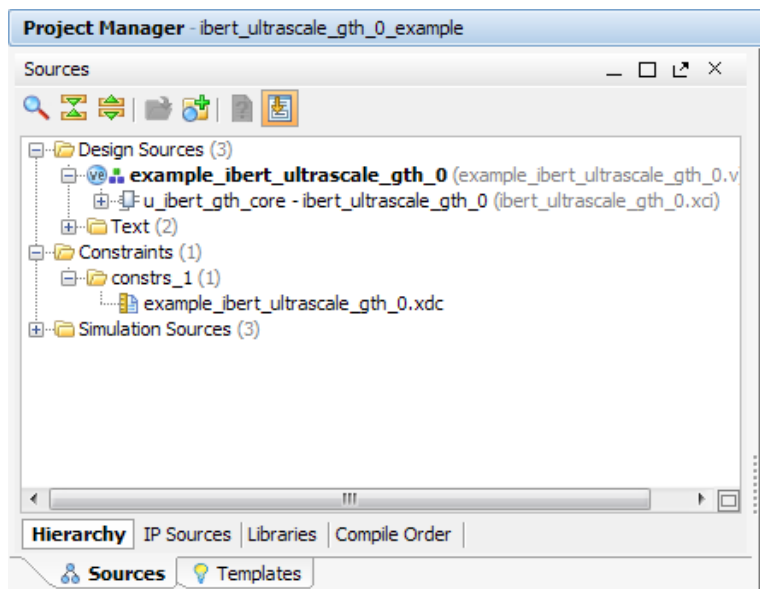 Project Manager - ibert_ultrascale_gth_0_example
Sources
Design Sources (3)
example_ibert_ultrascale_gth_0 (example_ibert_ultrascale_gth_0.v
u_ibert_gth_core - ibert_ultrascale_gth_0 (ibert_ultrascale_gth_0.xci)
Text (2)
Constraints (1)
constrs_1 (1)
example_ibert_ultrascale_gth_0.xdc
Simulation Sources (3)
Hierarchy IP Sources Libraries Compile Order
Sources Templates